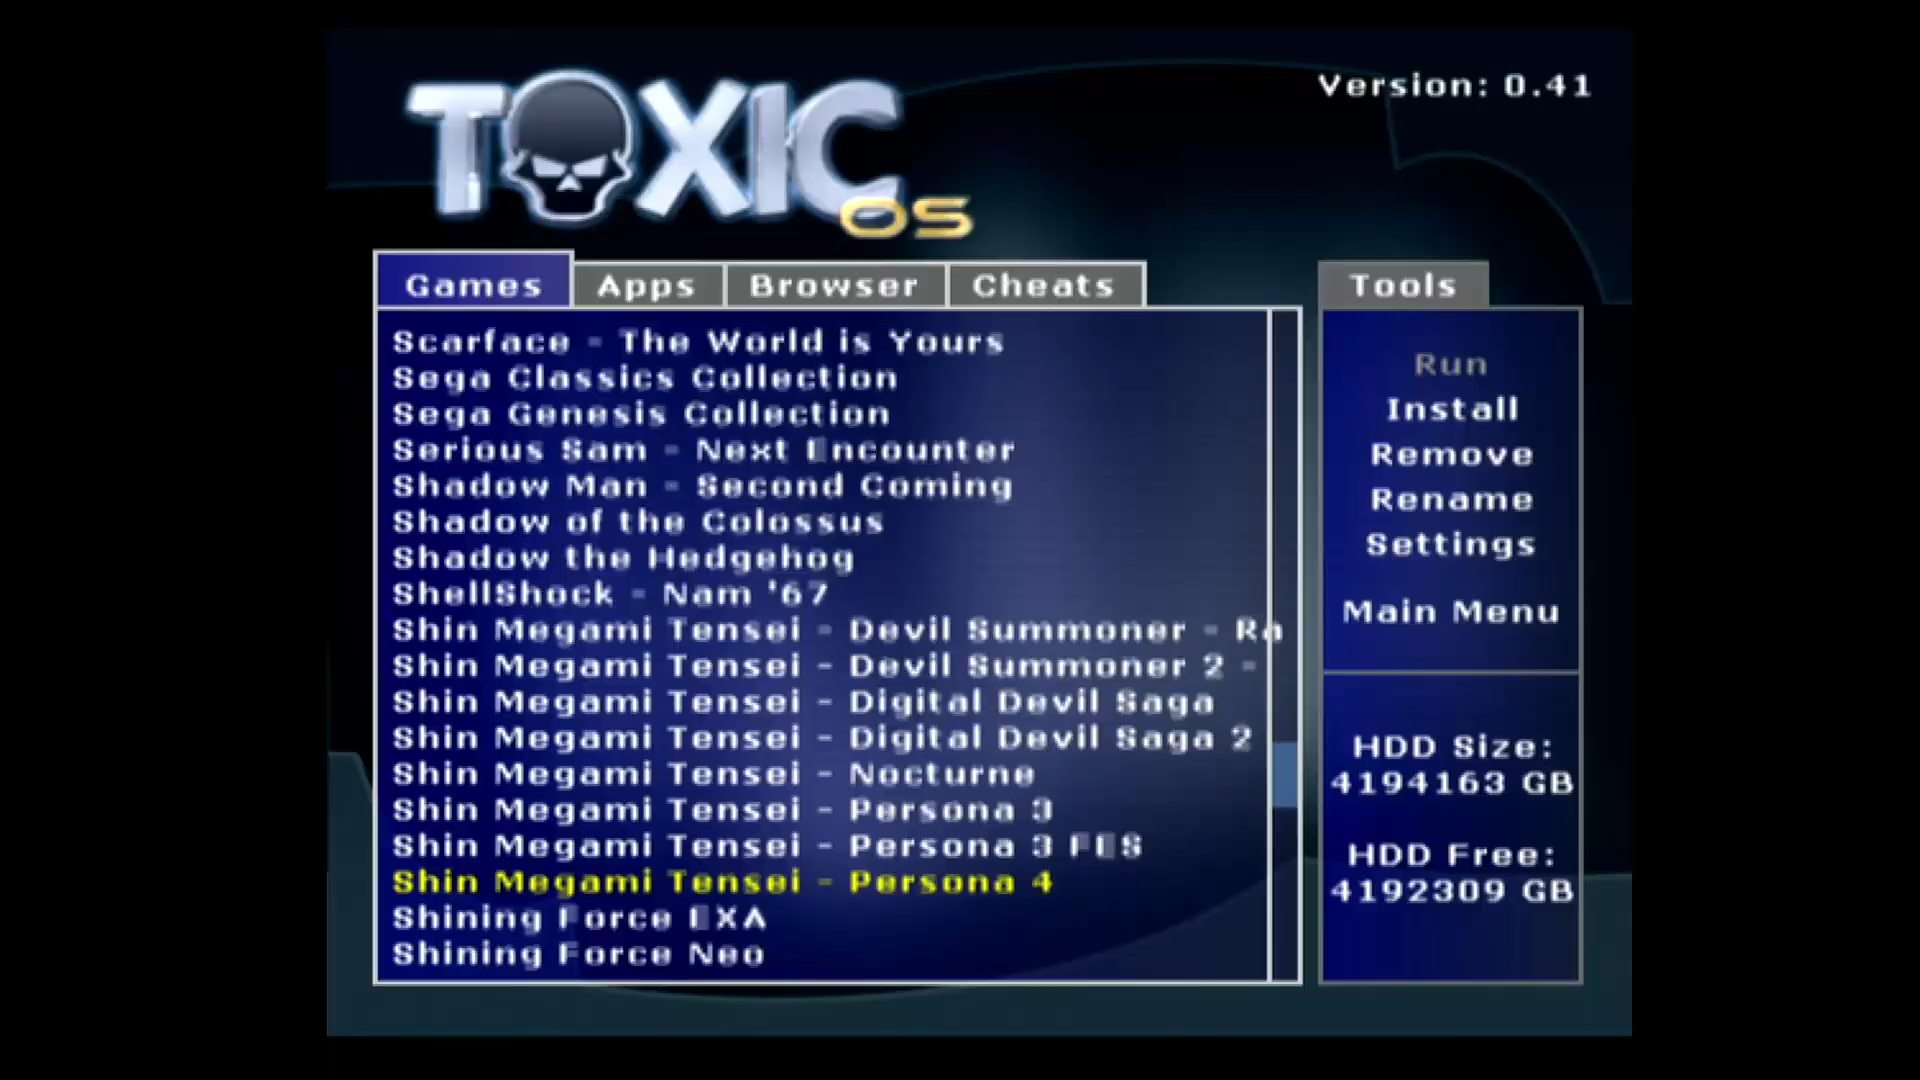 TOXIC OS
Version: 0.41
Games
Apps
Browser
Cheats
Tools
Scarface - The World is Yours
Sega Classics Collection
Sega Genesis Collection
Serious Sam - Next Encounter
Shadow Man - Second Coming
Shadow of the Colossus
Shadow the Hedgehog
ShellShock - Nam '67
Shin Megami Tensei - Devil Summoner - Ra
Shin Megami Tensei - Devil Summoner 2 -
Shin Megami Tensei - Digital Devil Saga
Shin Megami Tensei - Digital Devil Saga 2
Shin Megami Tensei - Nocturne
Shin Megami Tensei - Persona 3
Shin Megami Tensei - Persona 3 FES
Shin Megami Tensei - Persona 4
Shining Force EXA
Shining Force Neo
Run
Install
Remove
Rename
Settings
Main Menu
HDD Size:
4194163 GB
HDD Free:
4192309 GB